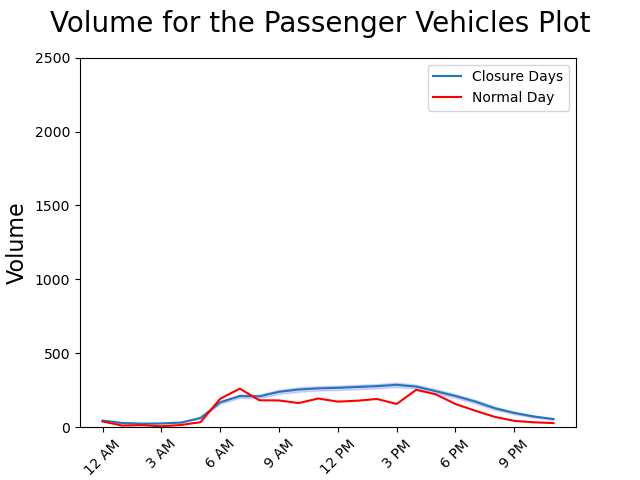 Volume for the Passenger Vehicles Plot
2500
2000
1500
1000
500
0
Volume
Closure Days
Normal Day
12 AM
3 AM
6 AM
9 AM
12 PM
3 PM
6 PM
9 PM